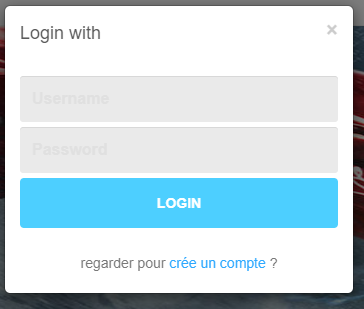 Login with ×
Username
Password
LOGIN
regarder pour crée un compte ?